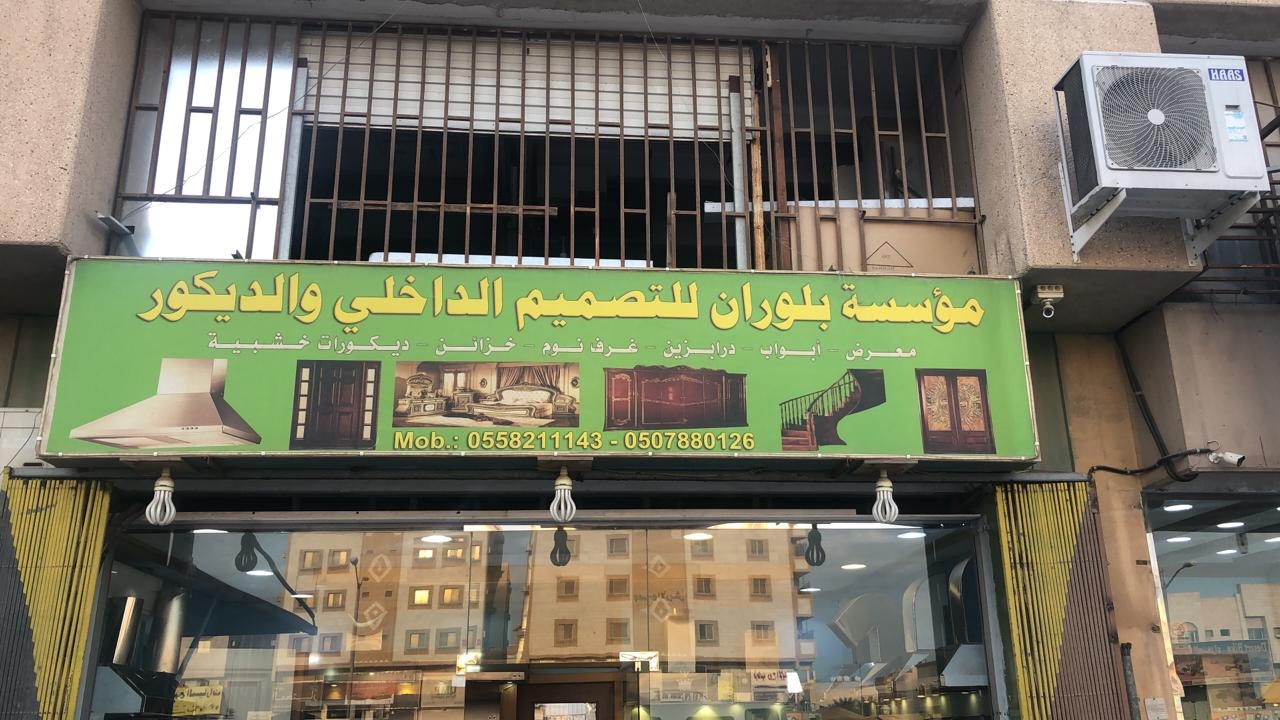 HAAS
مؤسسة بلوران للتصميم الداخلي والديكور
معرض - أبواب - درابزين - غرف نوم - خزائن - ديكورات خشبية
Mob.: 0558211143 - 0507880126